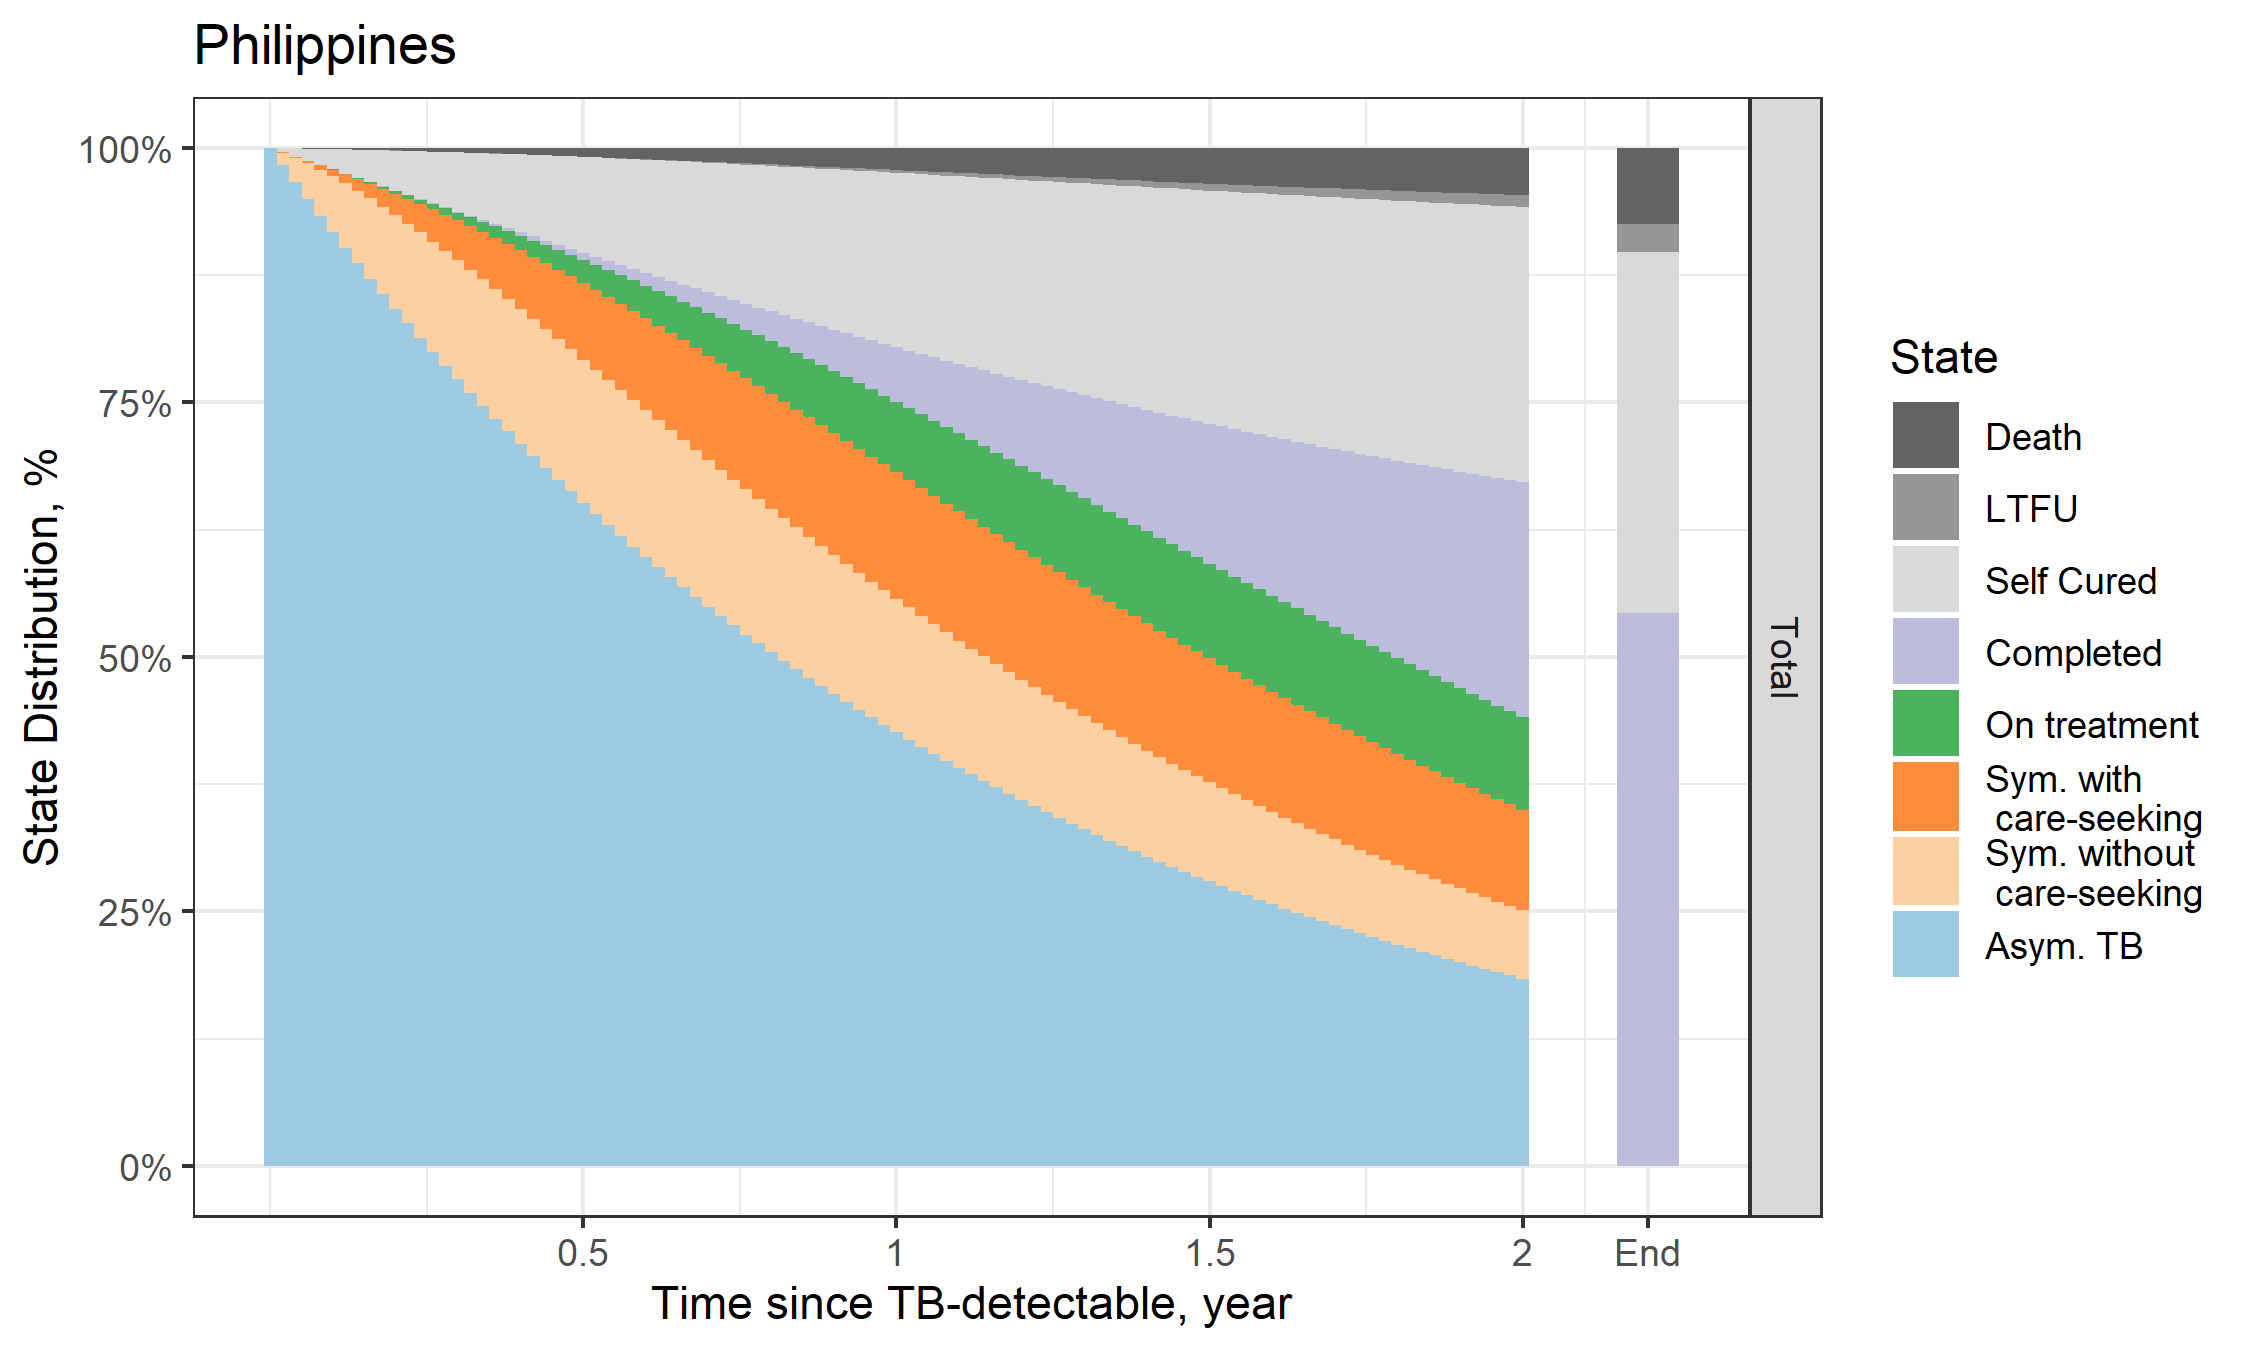 Philippines
100%
75%
50%
25%
0%
State Distribution, %
0.5
1
1.5
2
End
Time since TB-detectable, year
Total
State
Death
LTFU
Self Cured
Completed
On treatment
Sym. with
care-seeking
Sym. without
care-seeking
Asym. TB